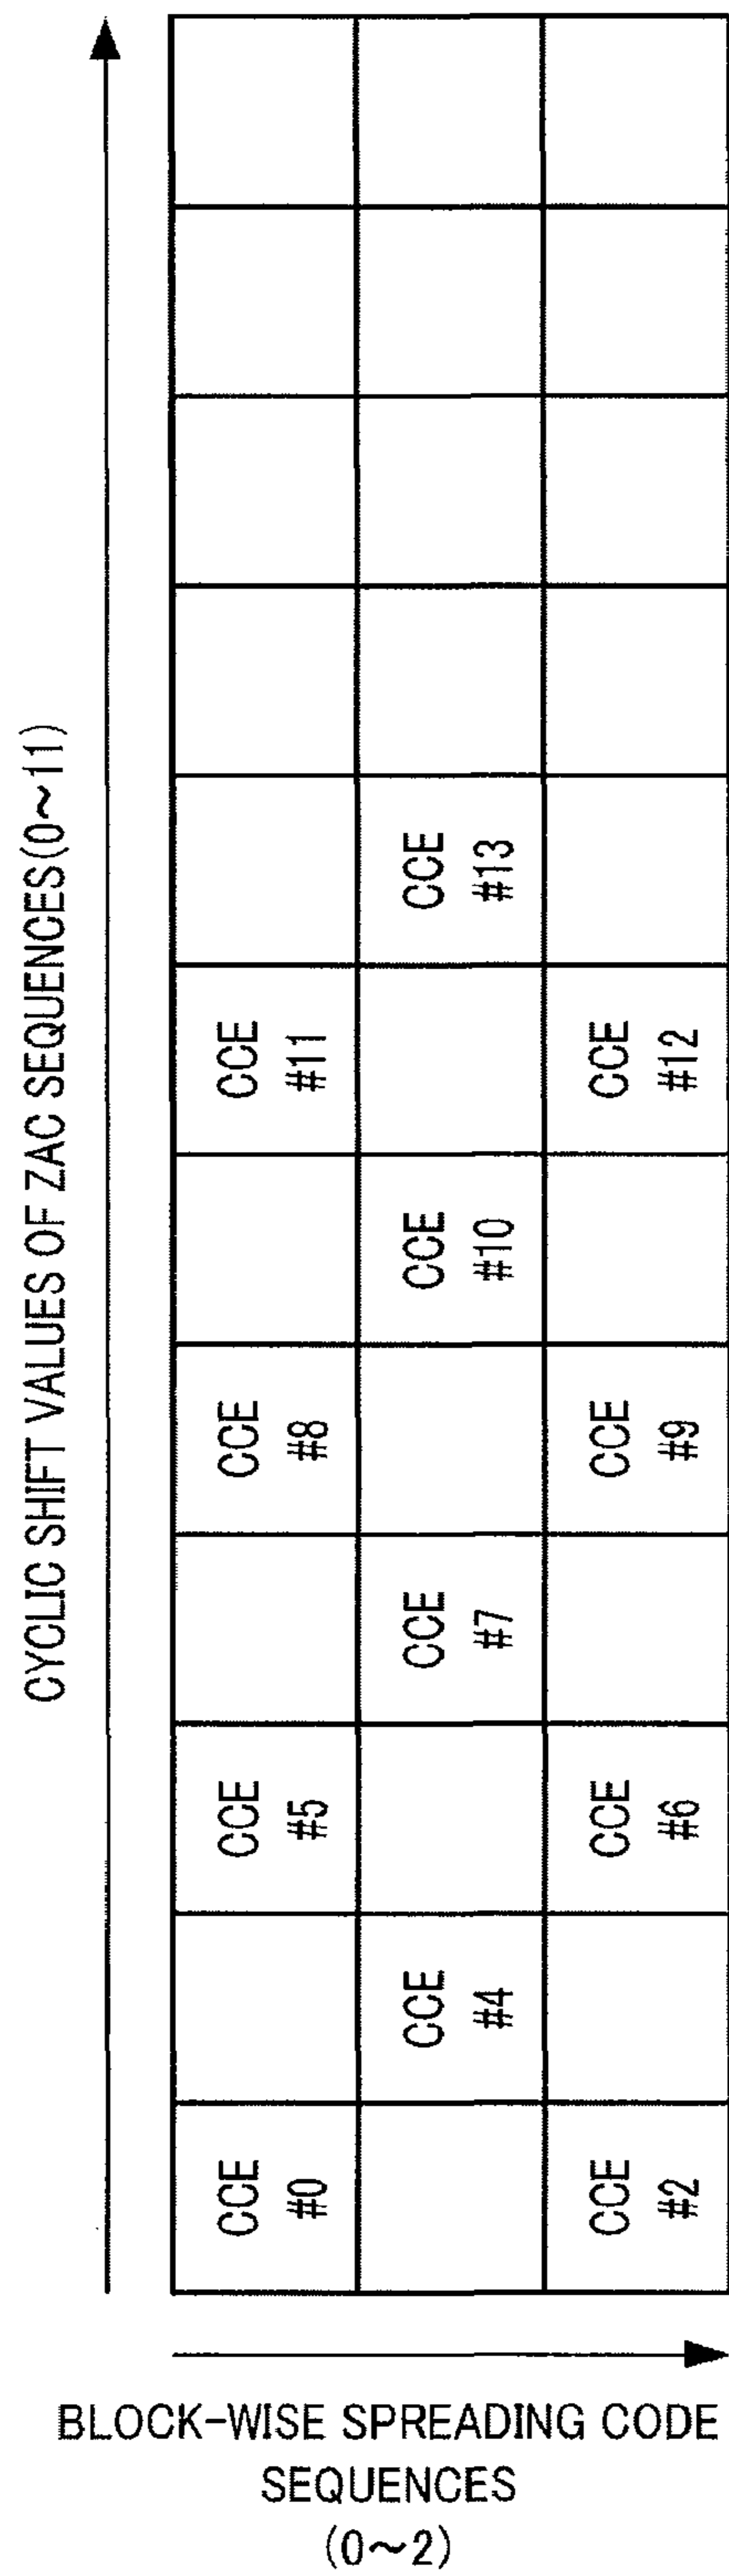 CYCLIC SHIFT VALUES OF ZAC SEQUENCES(0~11)
CCE
#0
CCE
#5
CCE
#8
CCE
#11
CCE
#4
CCE
#7
CCE
#10
CCE
#13
CCE
#2
CCE
#6
CCE
#9
CCE
#12
BLOCK-WISE SPREADING CODE
SEQUENCES
(0~2)